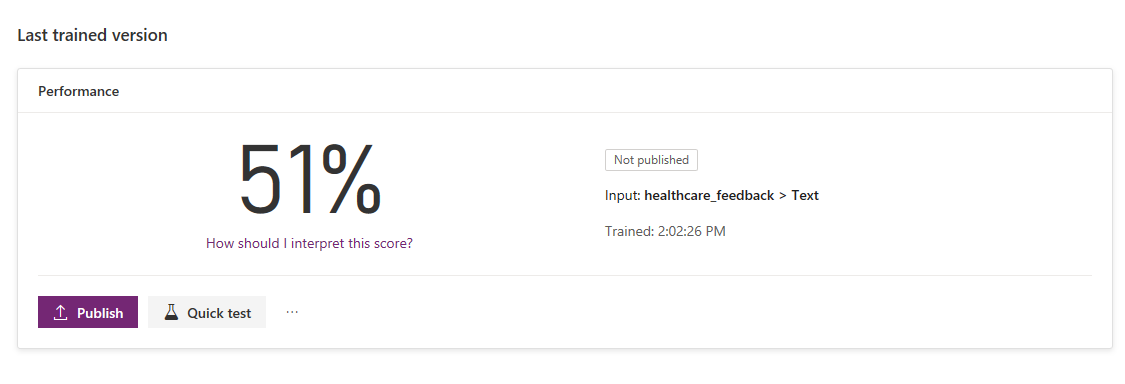 Last trained version
Performance
51%
How should I interpret this score?
Not published
Input: healthcare_feedback > Text
Trained: 2:02:26 PM
Publish
Quick test
...